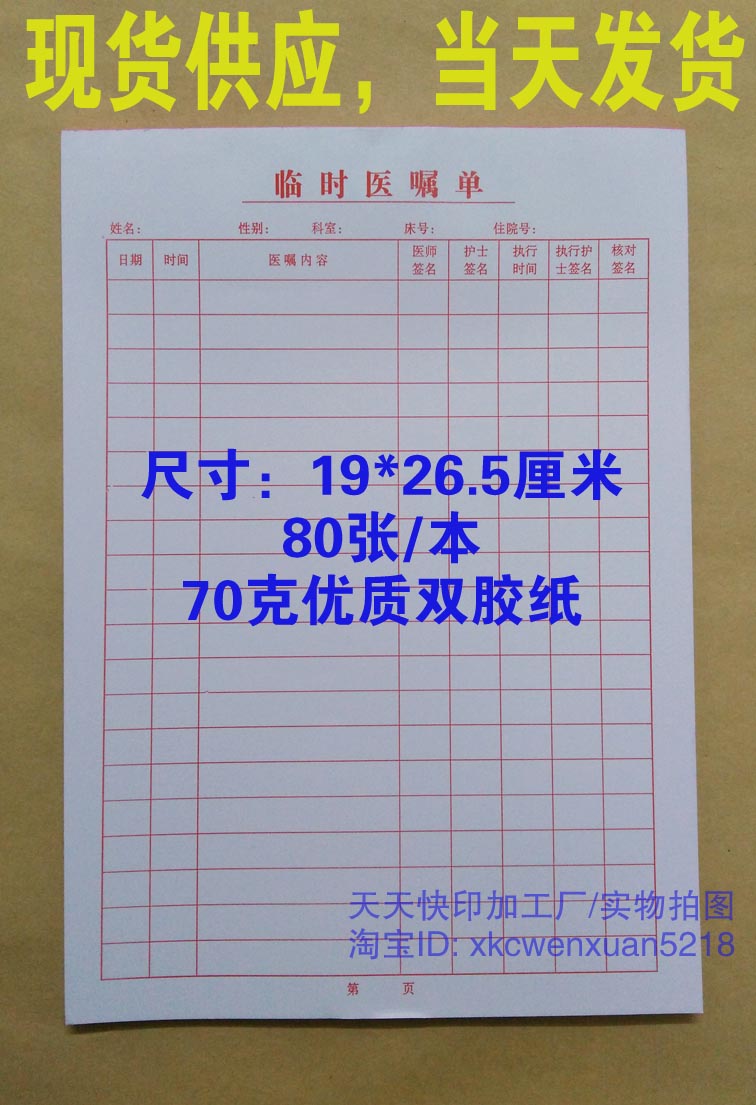 现货供应，当天发货
临时医嘱单
姓名： 性别： 科室： 床号： 住院号：
日期 时间 医嘱内容 医师签名 护士签名 执行时间 执行护士签名 核对签名
尺寸：19*26.5厘米
80张/本
70克优质双胶纸
天天快印加工厂/实物拍图
淘宝ID: xkcwenxuan5218
第 页